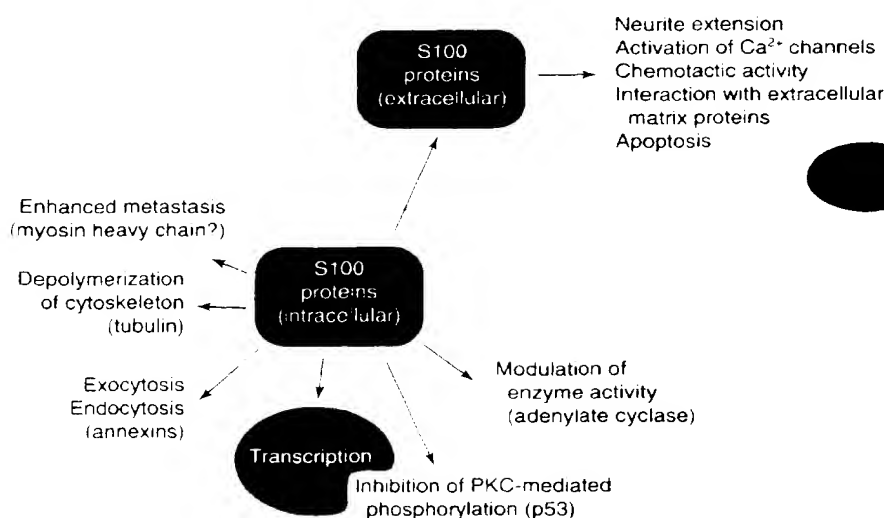 S100
proteins
(extracellular)
Neurite extension
Activation of Ca²⁺ channels
Chemotactic activity
Interaction with extracellular
matrix proteins
Apoptosis
Enhanced metastasis
(myosin heavy chain?)
Depolymerization
of cytoskeleton
(tubulin)
S100
proteins
(intracellular)
Exocytosis
Endocytosis
(annexins)
Transcription
Inhibition of PKC-mediated
phosphorylation (p53)
Modulation of
enzyme activity
(adenylate cyclase)